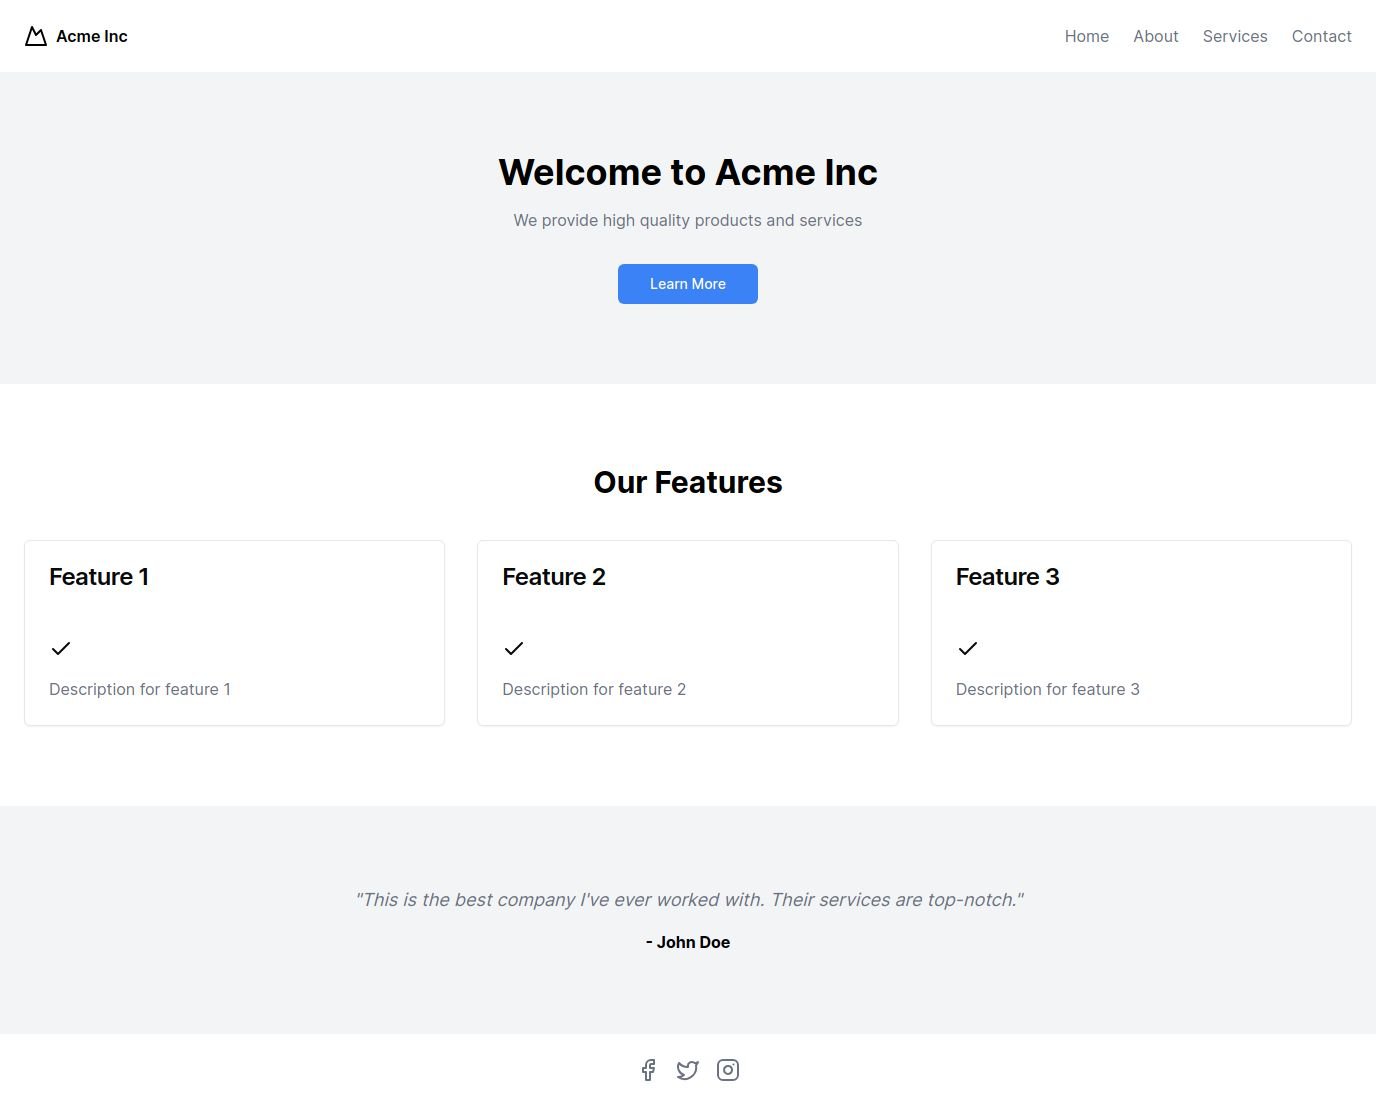 Acme Inc
Home About Services Contact
Welcome to Acme Inc
We provide high quality products and services
Learn More
Our Features
Feature 1
Description for feature 1
Feature 2
Description for feature 2
Feature 3
Description for feature 3
"This is the best company I've ever worked with. Their services are top-notch."
- John Doe